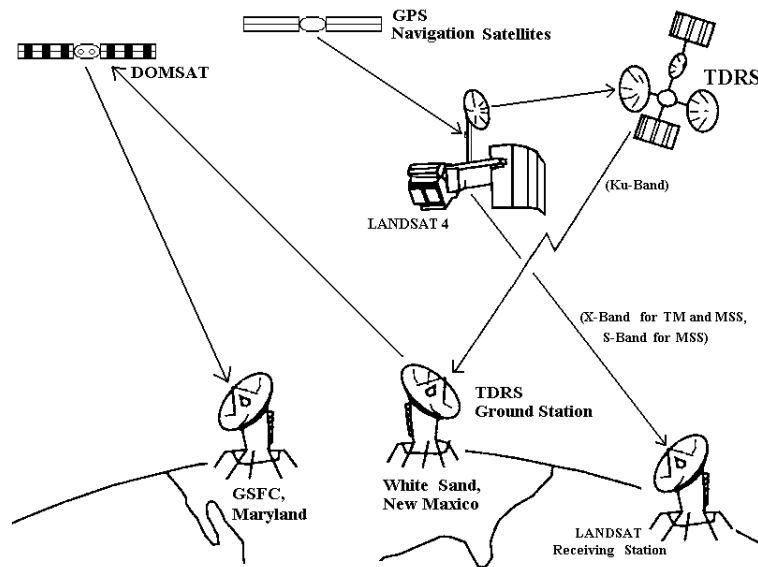 GPS
Navigation Satellites
DOMSAT
TDRS
(Ku-Band)
LANDSAT 4
(X-Band for TM and MSS,
S-Band for MSS)
TDRS
Ground Station
GSFC,
Maryland
White Sand,
New Maxico
LANDSAT
Receiving Station